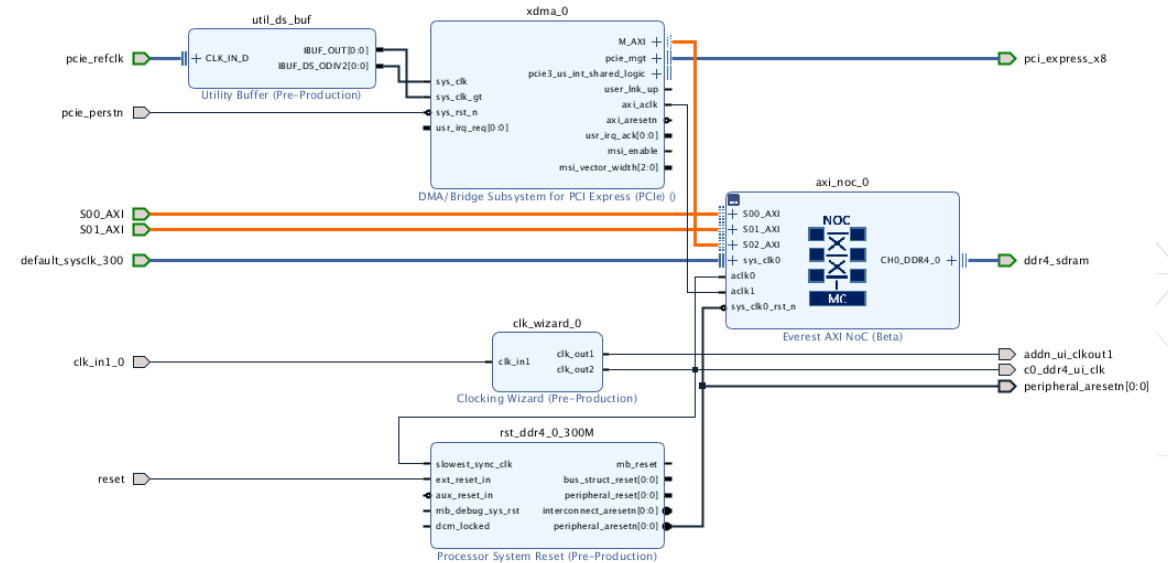 util_ds_buf
pcie_refclk
CLK_IN_D
IBUF_OUT[0:0]
IBUF_DS_ODIV2[0:0]
Utility Buffer (Pre-Production)
pcie_perstn
xdma_0
sys_clk
sys_clk_gt
sys_rst_n
usr_irq_req[0:0]
M_AXI
pcie_mgt
pcie3_us_int_shared_logic
user_lnk_up
axi_aclk
axi_aresetn
usr_irq_ack[0:0]
msi_enable
msi_vector_width[2:0]
DMA/Bridge Subsystem for PCI Express (PCIe) ()
pci_express_x8
S00_AXI
S01_AXI
default_sysclk_300
axi_noc_0
S00_AXI
S01_AXI
S02_AXI
sys_clk0
aclk0
aclk1
sys_clk0_rst_n
NOC
MC
CH0_DDR4_0
Everest AXI NoC (Beta)
ddr4_sdram
clk_wizard_0
clk_in1_0
clk_in1
clk_out1
clk_out2
Clocking Wizard (Pre-Production)
addn_ui_clkout1
c0_ddr4_ui_clk
peripheral_aresetn[0:0]
rst_ddr4_0_300M
reset
slowest_sync_clk
ext_reset_in
aux_reset_in
mb_debug_sys_rst
dcm_locked
mb_reset
bus_struct_reset[0:0]
peripheral_reset[0:0]
interconnect_aresetn[0:0]
peripheral_aresetn[0:0]
Processor System Reset (Pre-Production)